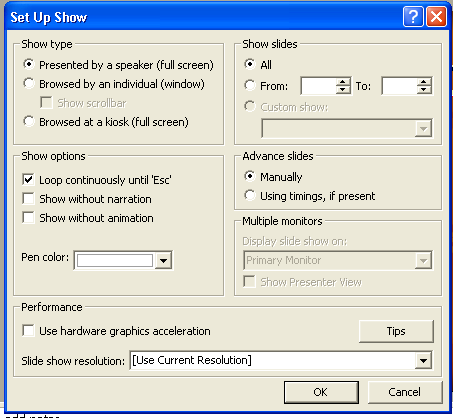 Set Up Show
Show type
Presented by a speaker (full screen)
Browsed by an individual (window)
Show scrollbar
Browsed at a kiosk (full screen)
Show slides
All
From: To:
Custom show:
Show options
Loop continuously until 'Esc'
Show without narration
Show without animation
Pen color:
Advance slides
Manually
Using timings, if present
Multiple monitors
Display slide show on:
Primary Monitor
Show Presenter View
Performance
Use hardware graphics acceleration
Tips
Slide show resolution: [Use Current Resolution]
OK Cancel